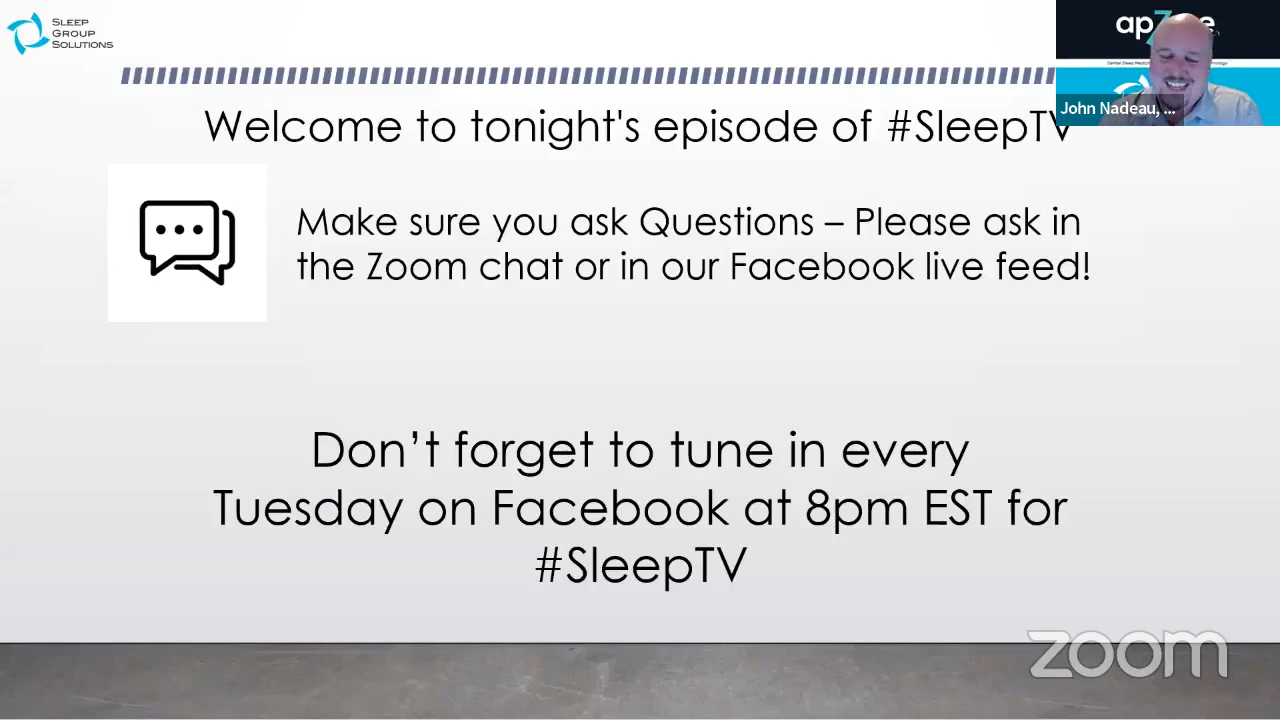 SLEEP
GROUP
SOLUTIONS
John Nadeau, ...
Welcome to tonight's episode of #SleepTV
Make sure you ask Questions – Please ask in
the Zoom chat or in our Facebook live feed!
Don’t forget to tune in every
Tuesday on Facebook at 8pm EST for
#SleepTV
zoom